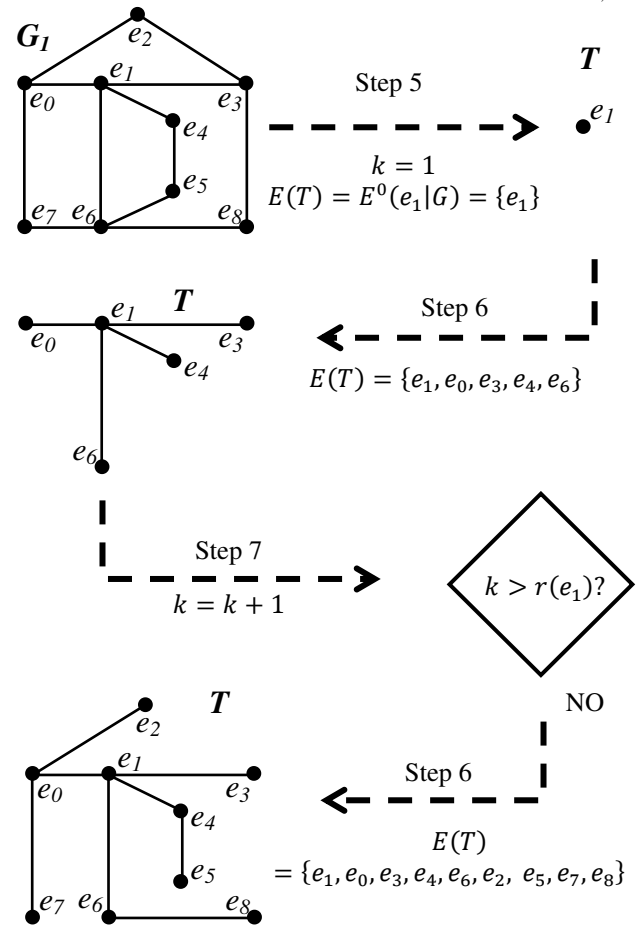 G₁
e₂
T
e₀ e₁ e₃
Step 5
e₁
e₄
k = 1
e₅
E(T) = E⁰(e₁|G) = {e₁}
e₇ e₆ e₈
e₁ T
Step 6
e₀ e₃
e₄
E(T) = {e₁, e₀, e₃, e₄, e₆}
e₆
Step 7
k = k + 1
k > r(e₁)?
T
NO
e₂
e₁
e₀ e₃
Step 6
e₄
E(T)
e₅
= {e₁, e₀, e₃, e₄, e₆, e₂, e₅, e₇, e₈}
e₇ e₆ e₈